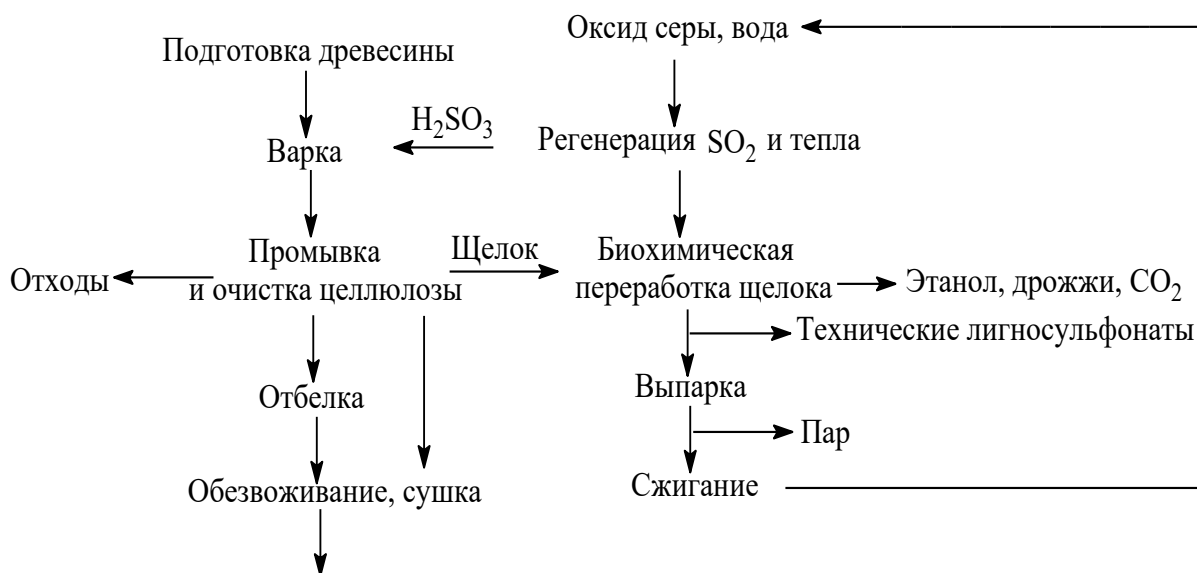 Оксид серы, вода
Подготовка древесины
H₂SO₃
Варка
Регенерация SO₂ и тепла
Промывка
и очистка целлюлозы
Щелок
Биохимическая
переработка щелока
Отходы
Этанол, дрожжи, CO₂
Технические лигносульфонаты
Отбелка
Выпарка
Пар
Обезвоживание, сушка
Сжигание